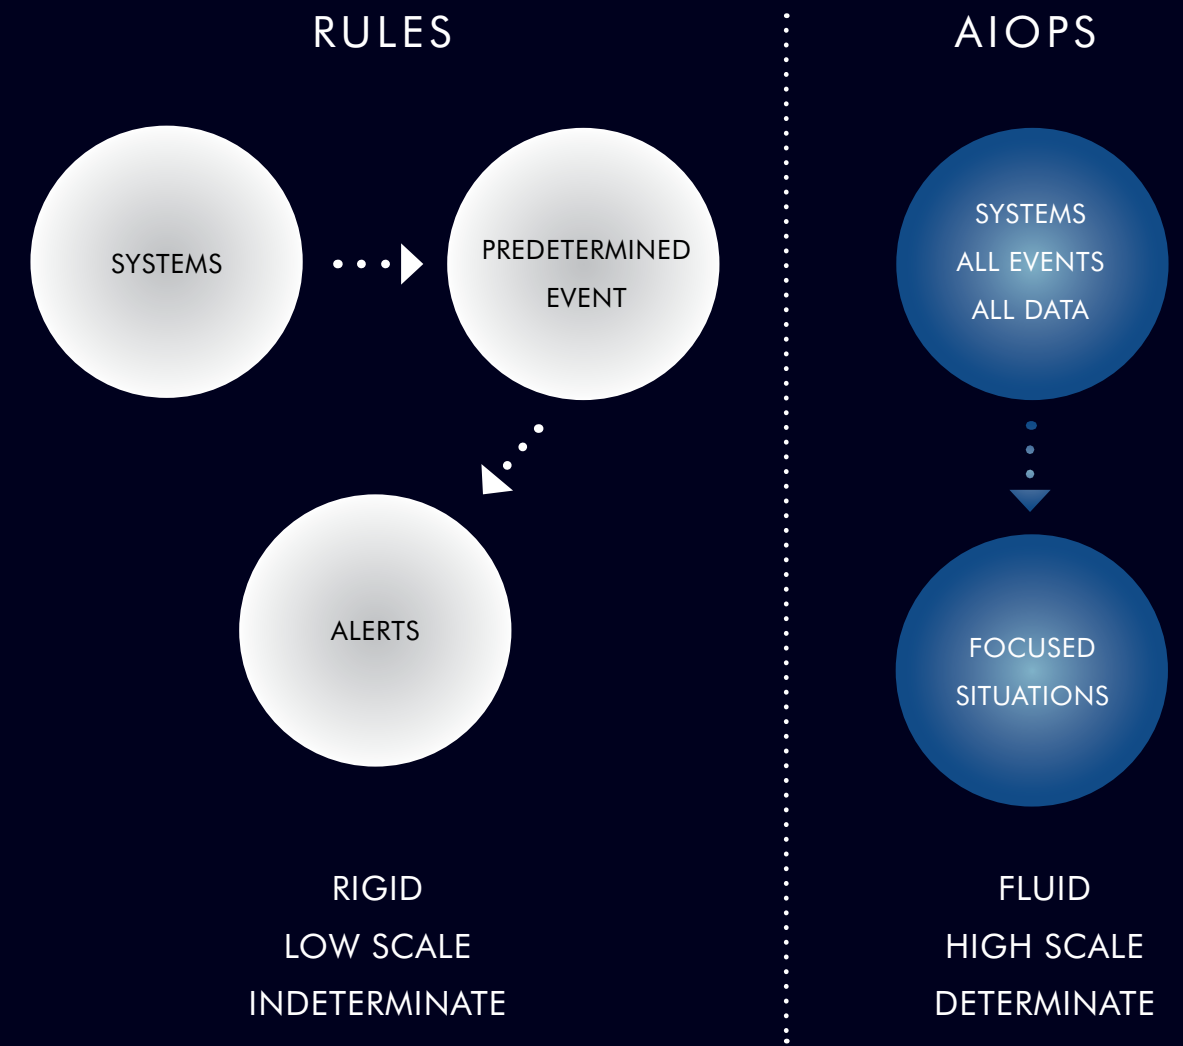 RULES
SYSTEMS
PREDETERMINED
EVENT
ALERTS
RIGID
LOW SCALE
INDETERMINATE
AIOPS
SYSTEMS
ALL EVENTS
ALL DATA
FOCUSED
SITUATIONS
FLUID
HIGH SCALE
DETERMINATE